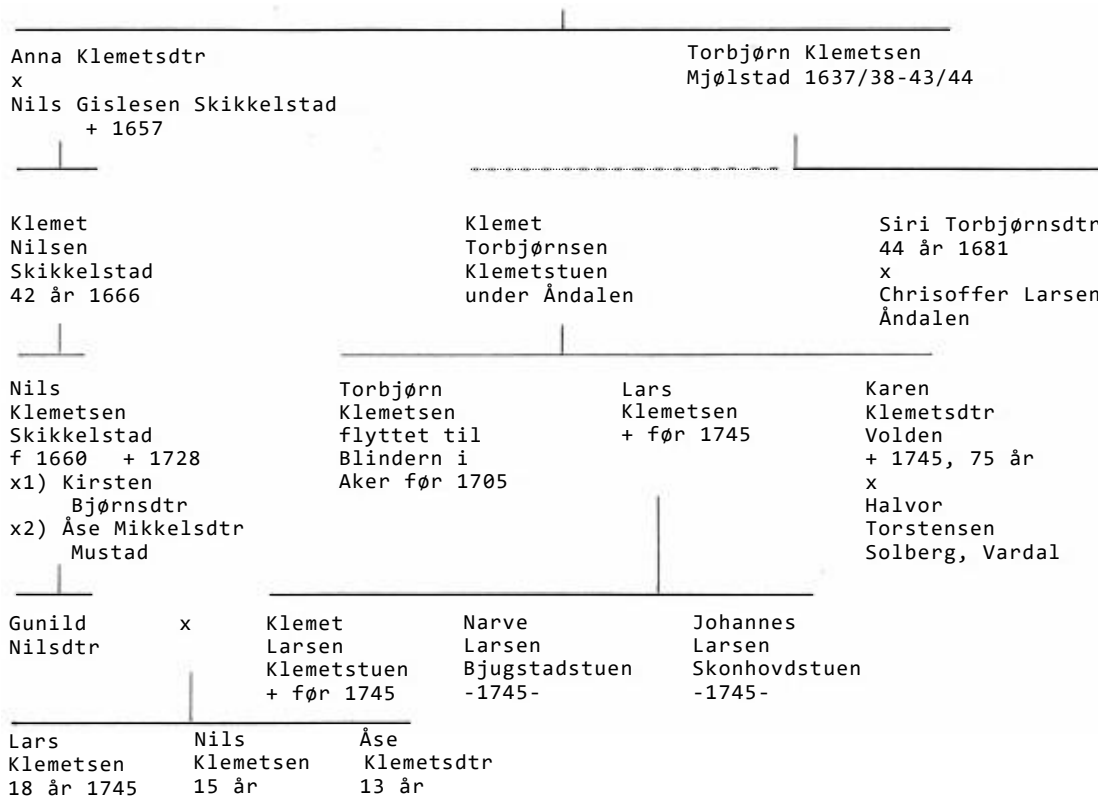 Anna Klemetsdtr
x
Nils Gislesen Skikkelstad
+ 1657
Torbjørn Klemetsen
Mjølstad 1637/38-43/44
Klemet
Nilsen
Skikkelstad
42 år 1666
Klemet
Torbjørnsen
Klemetstuen
under Åndalen
Siri Torbjørnsdtr
44 år 1681
x
Chrisoffer Larsen
Åndalen
Nils
Klemetsen
Skikkelstad
f 1660 + 1728
x1) Kirsten
Bjørnsdtr
x2) Åse Mikkelsdtr
Mustad
Torbjørn
Klemetsen
flyttet til
Blindern i
Aker før 1705
Lars
Klemetsen
+ før 1745
Karen
Klemetsdtr
Volden
+ 1745, 75 år
x
Halvor
Torstensen
Solberg, Vardal
Gunild
Nilsdtr
x
Klemet
Larsen
Klemetstuen
+ før 1745
Narve
Larsen
Bjugstadstuen
-1745-
Johannes
Larsen
Skonhovdstuen
-1745-
Lars
Klemetsen
18 år 1745
Nils
Klemetsen
15 år
Åse
Klemetsdtr
13 år